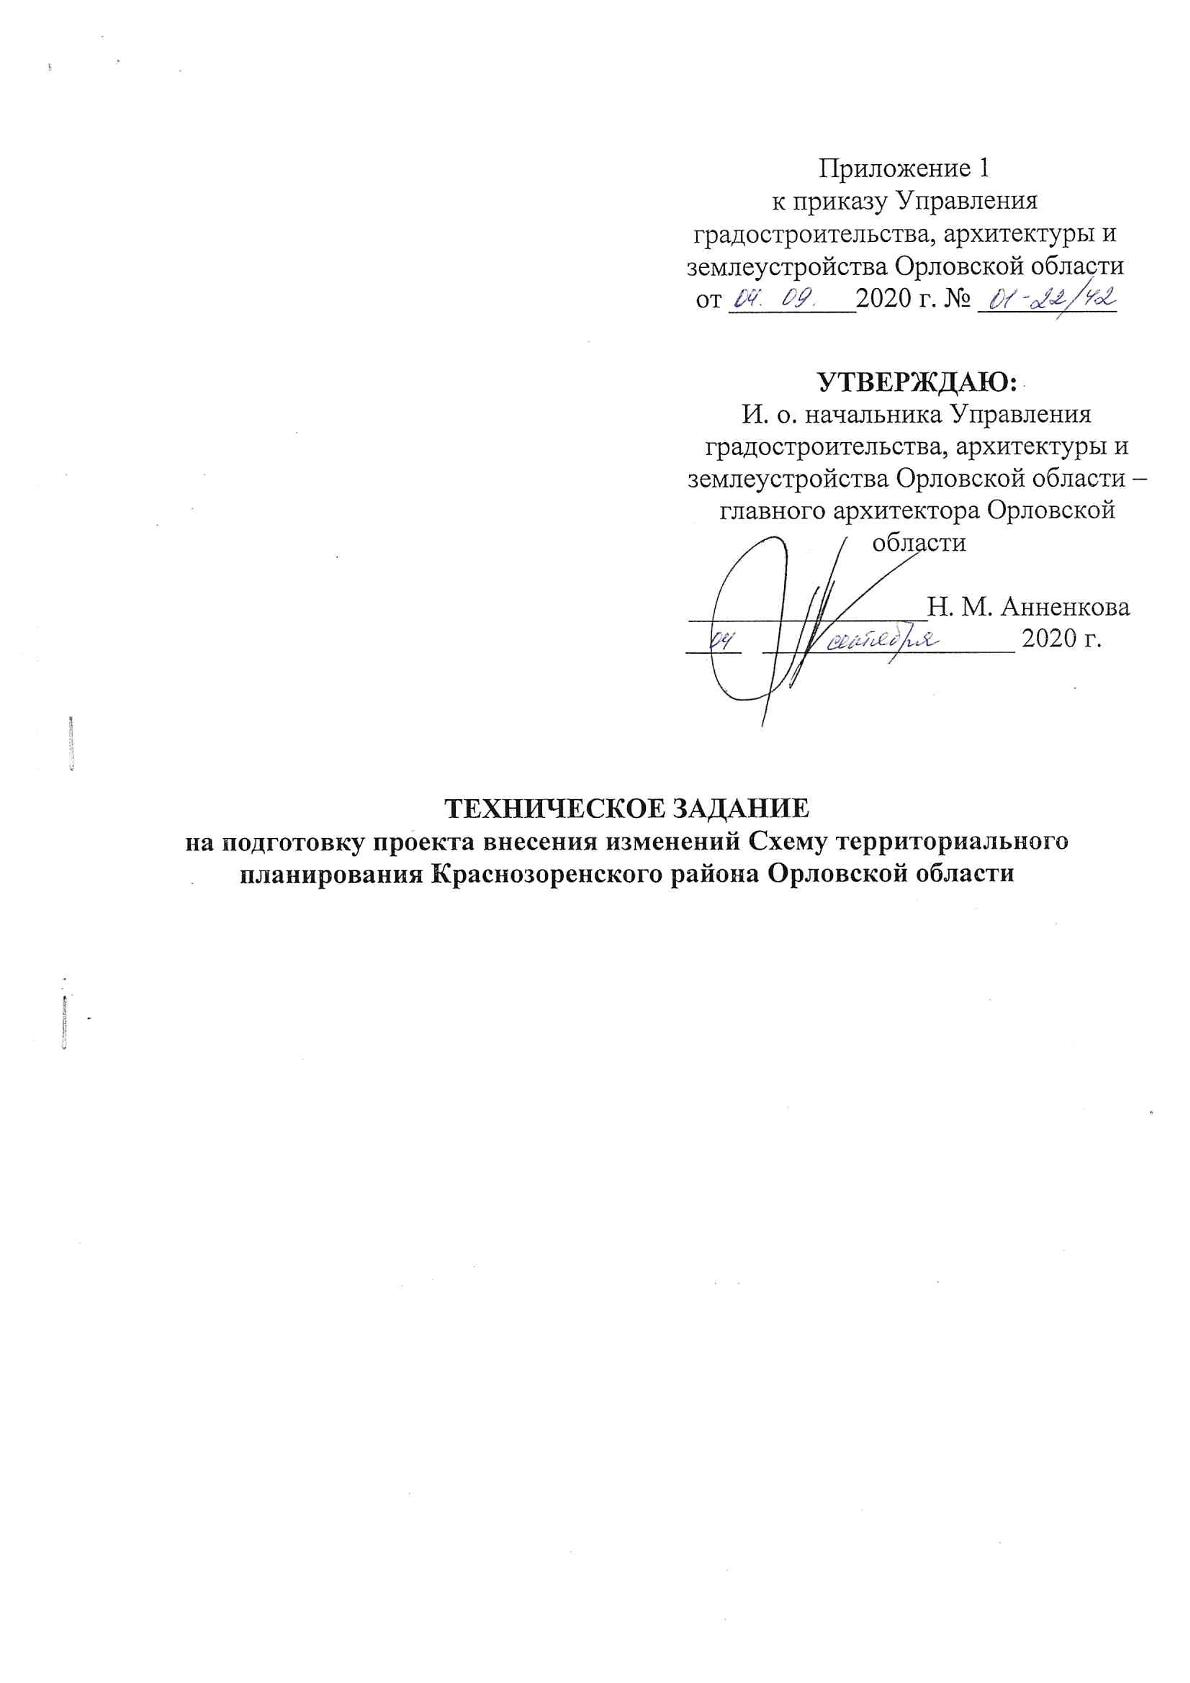 Приложение 1
к приказу Управления
градостроительства, архитектуры и
землеустройства Орловской области
от 04. 09. 2020 г. № 01-22/42
УТВЕРЖДАЮ:
И. о. начальника Управления
градостроительства, архитектуры и
землеустройства Орловской области –
главного архитектора Орловской
области
Н. М. Анненкова
04 сентября 2020 г.
ТЕХНИЧЕСКОЕ ЗАДАНИЕ
на подготовку проекта внесения изменений Схему территориального
планирования Краснозоренского района Орловской области